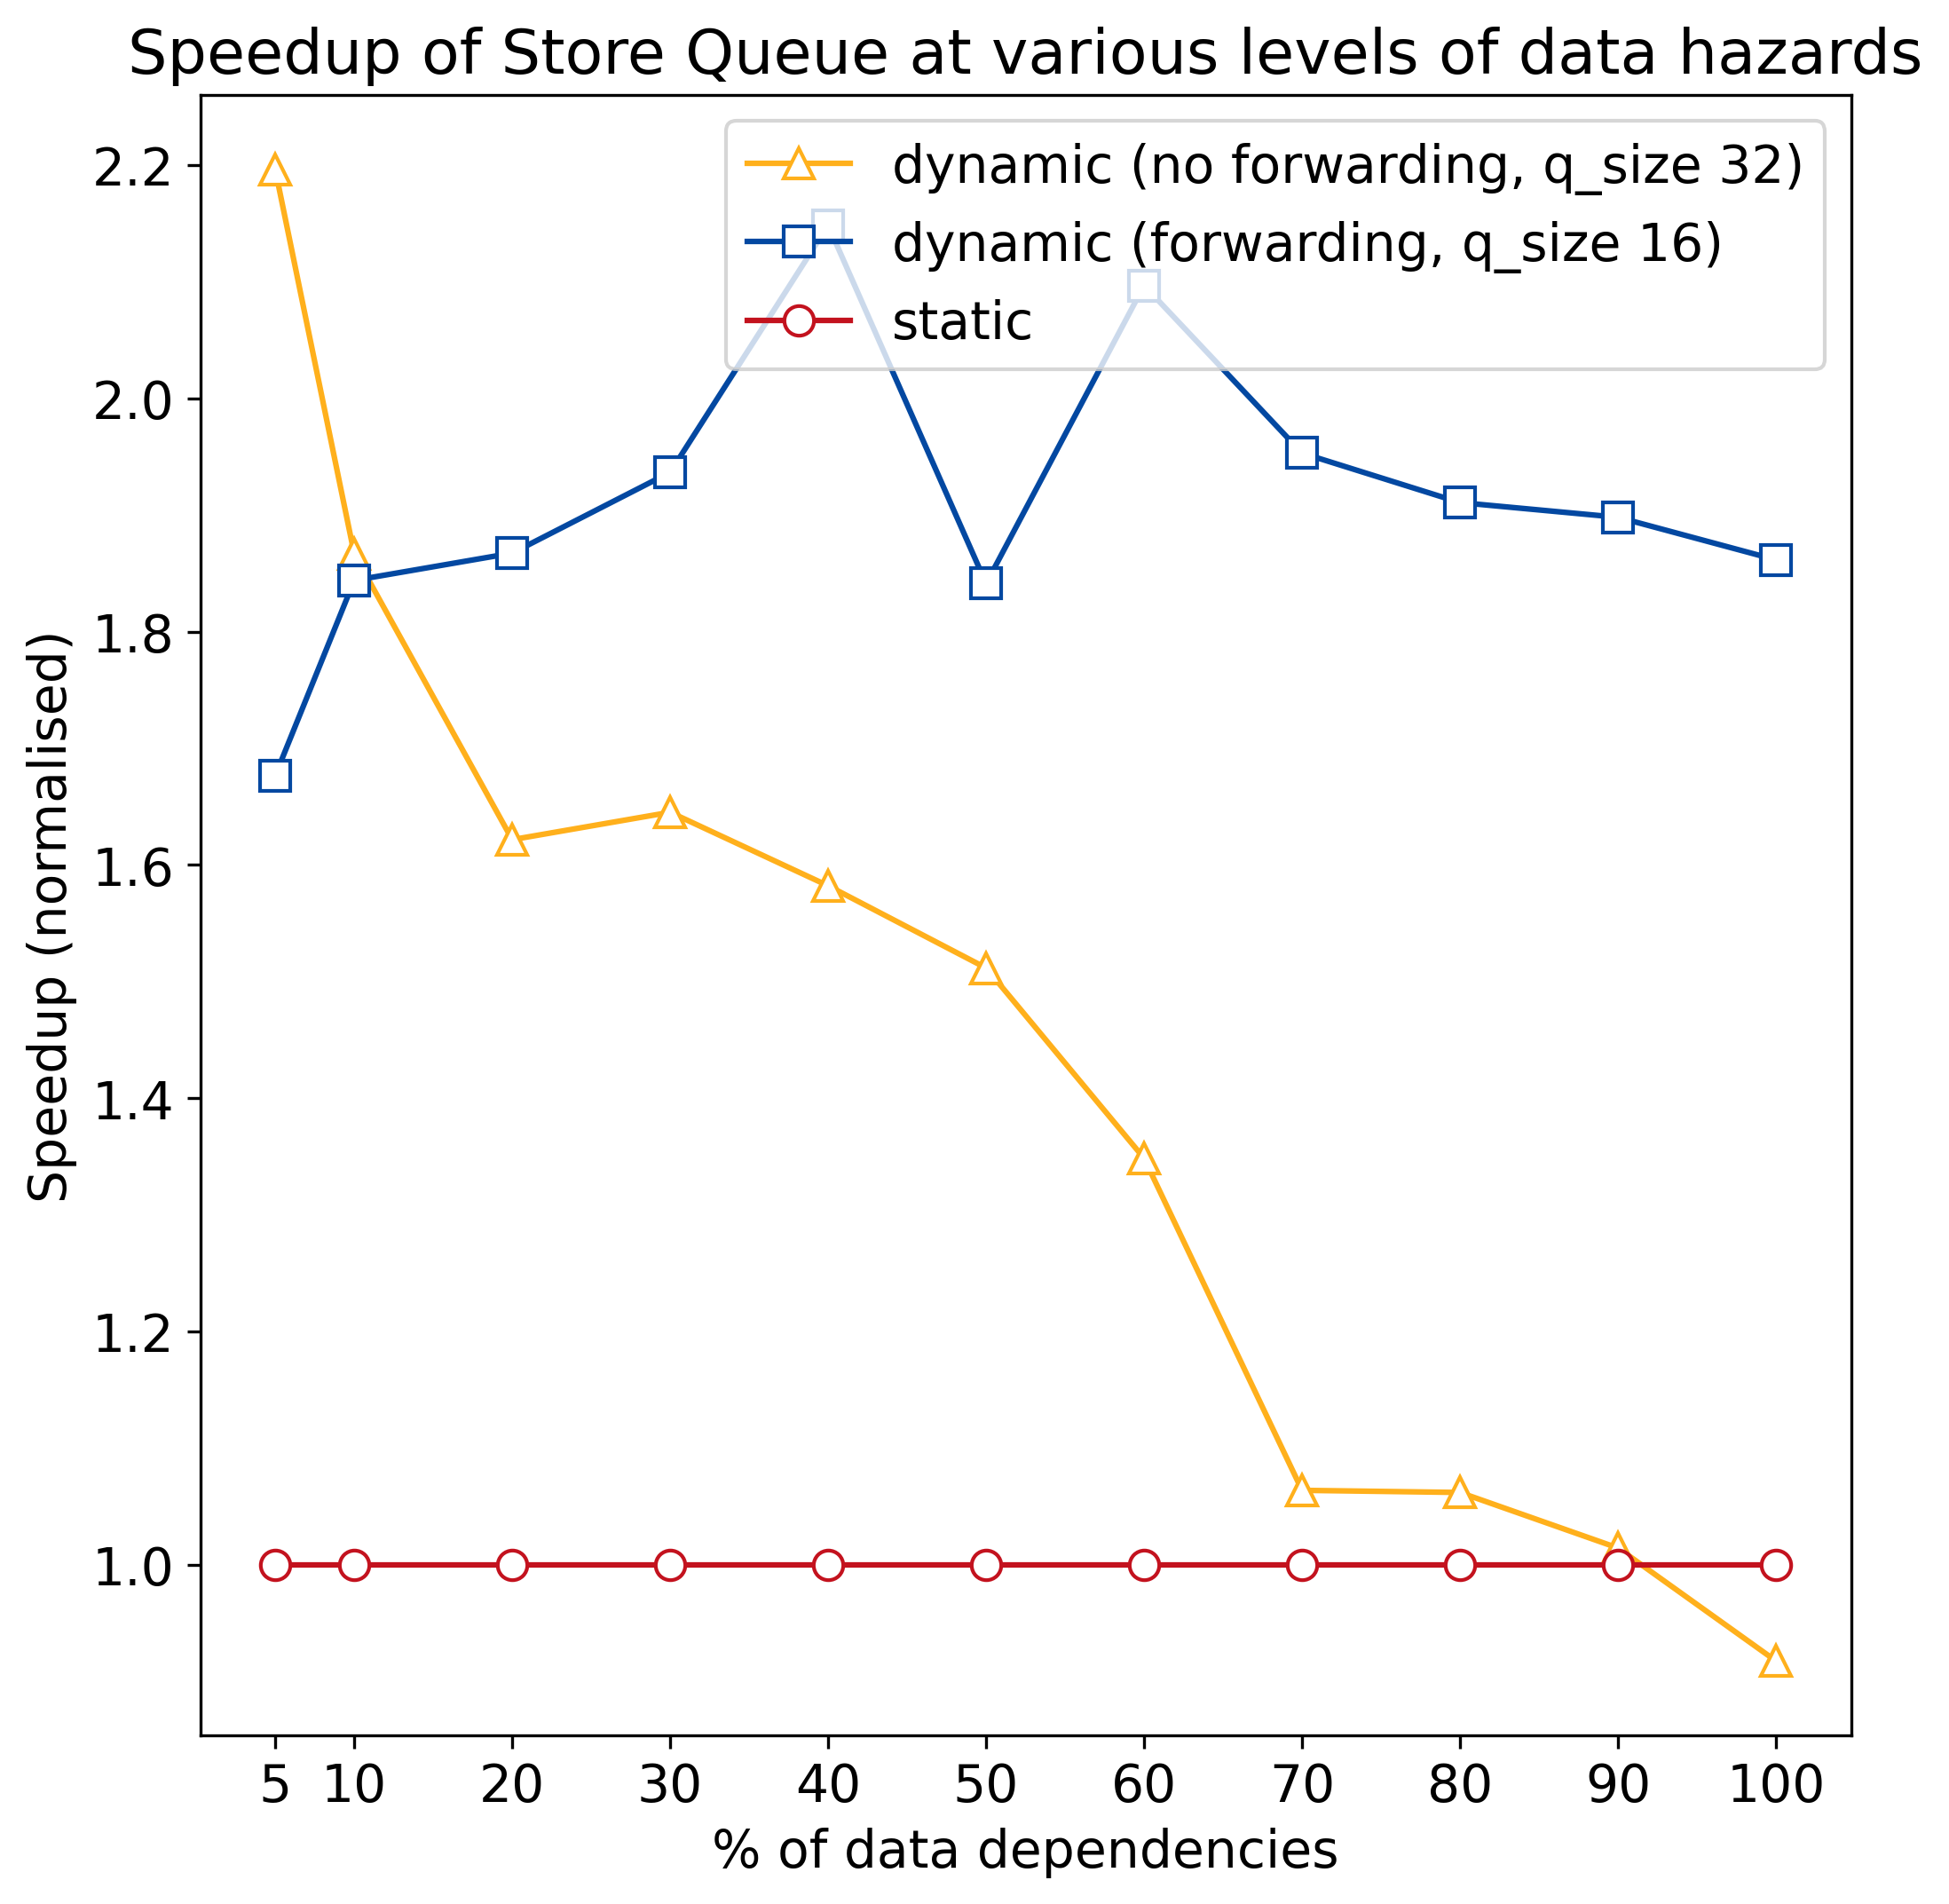 Speedup of Store Queue at various levels of data hazards
dynamic (no forwarding, q_size 32)
dynamic (forwarding, q_size 16)
static
Speedup (normalised)
2.2
2.0
1.8
1.6
1.4
1.2
1.0
5 10 20 30 40 50 60 70 80 90 100
% of data dependencies